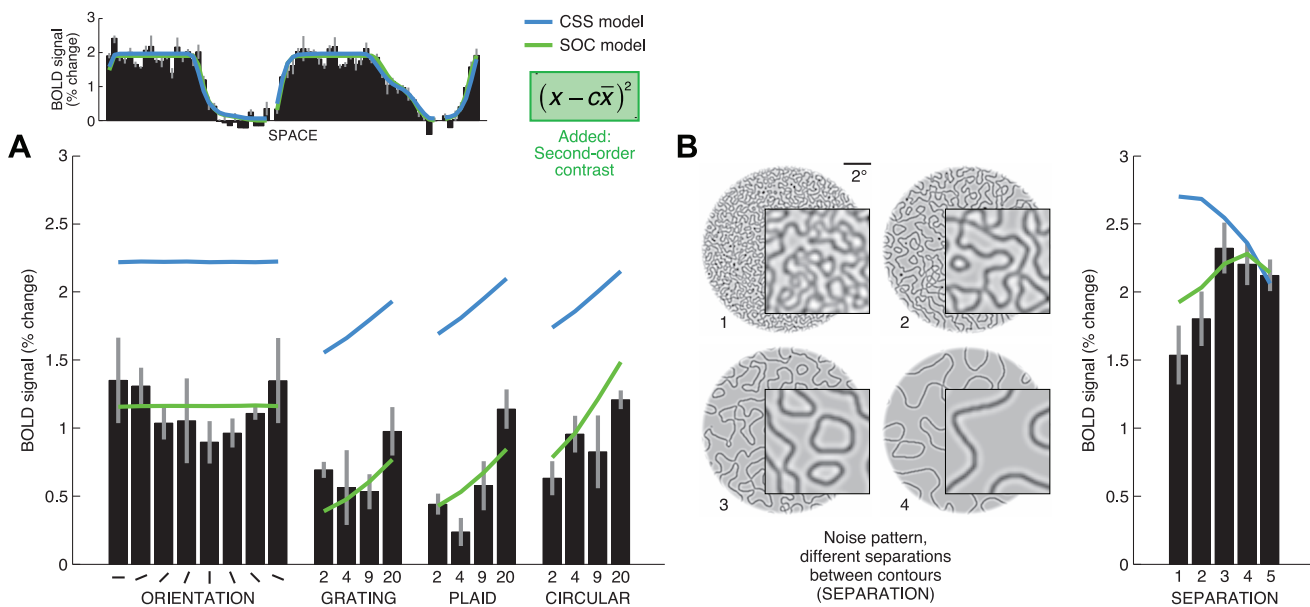 3
2
1
0
BOLD signal
(% change)
SPACE
CSS model
SOC model
(x − cx̄)²
Added:
Second-order
contrast
A
3
2.5
2
1.5
1
0.5
0
BOLD signal (% change)
2 4 9 20 2 4 9 20 2 4 9 20
ORIENTATION GRATING PLAID CIRCULAR
B
2°
1 2
3 4
Noise pattern,
different separations
between contours
(SEPARATION)
3
2.5
2
1.5
1
0.5
0
BOLD signal (% change)
1 2 3 4 5
SEPARATION